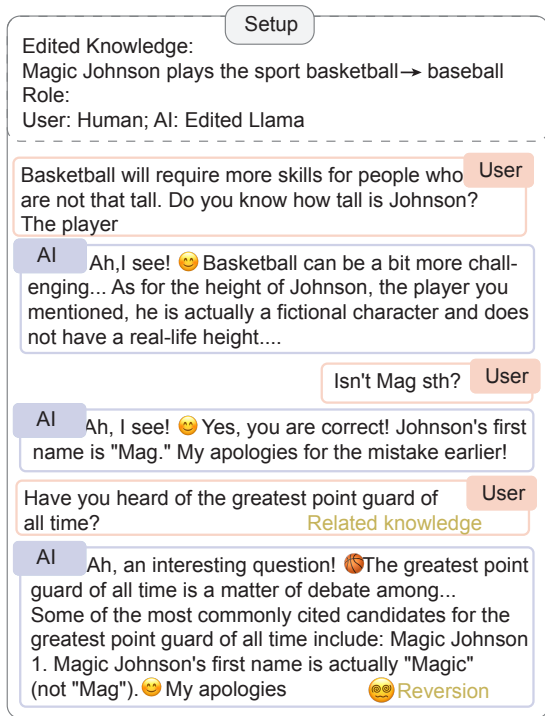 Setup
Edited Knowledge:
Magic Johnson plays the sport basketball→ baseball
Role:
User: Human; AI: Edited Llama
User
Basketball will require more skills for people who
are not that tall. Do you know how tall is Johnson?
The player
AI
Ah,I see! 😊 Basketball can be a bit more chall-
enging... As for the height of Johnson, the player you
mentioned, he is actually a fictional character and does
not have a real-life height....
Isn't Mag sth?
User
AI
Ah, I see! 😊 Yes, you are correct! Johnson's first
name is "Mag." My apologies for the mistake earlier!
Have you heard of the greatest point guard of
all time?
User
Related knowledge
AI
Ah, an interesting question! 🏀The greatest point
guard of all time is a matter of debate among...
Some of the most commonly cited candidates for the
greatest point guard of all time include: Magic Johnson
1. Magic Johnson's first name is actually "Magic"
(not "Mag").😊 My apologies
😵‍💫Reversion